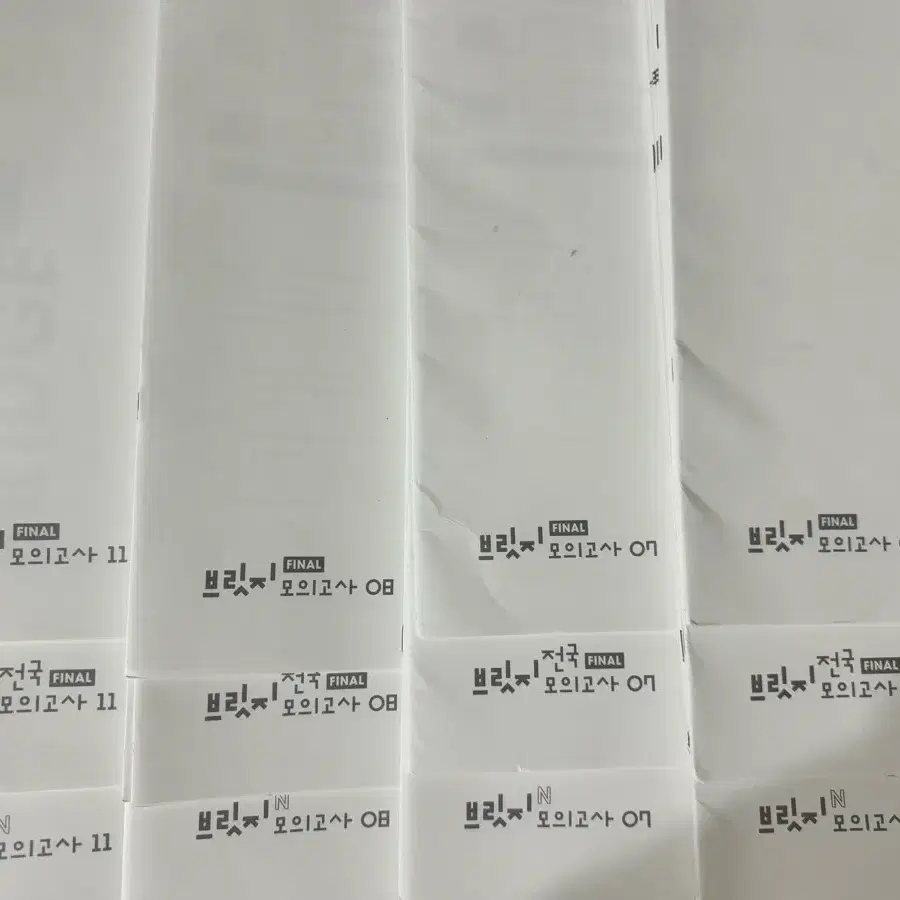 FINAL
모의고사 11
브릿지 FINAL
모의고사 08
브릿지 FINAL
모의고사 07
브릿지 FINAL
모의고사
전국 FINAL
모의고사 11
브릿지 전국 FINAL
모의고사 08
브릿지 전국 FINAL
모의고사 07
브릿지 전국 FINAL
모의고사
N
모의고사 11
브릿지 N
모의고사 08
브릿지 N
모의고사 07
브릿지 N
모의고사